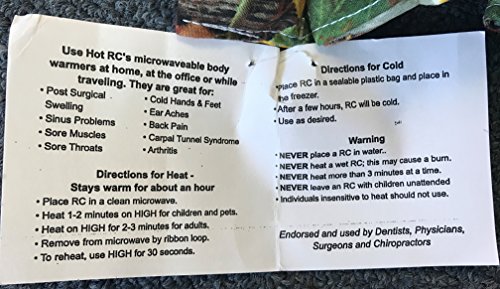 Use Hot RC's microwaveable body
warmers at home, at the office or while
traveling. They are great for:
• Post Surgical
Swelling
• Sinus Problems
• Sore Muscles
• Sore Throats
• Cold Hands & Feet
• Ear Aches
• Back Pain
• Carpal Tunnel Syndrome
• Arthritis
Directions for Heat -
Stays warm for about an hour
• Place RC in a clean microwave.
• Heat 1-2 minutes on HIGH for children and pets.
• Heat on HIGH for 2-3 minutes for adults.
• Remove from microwave by ribbon loop.
• To reheat, use HIGH for 30 seconds.
Directions for Cold
• Place RC in a sealable plastic bag and place in
the freezer.
• After a few hours, RC will be cold.
• Use as desired.
Warning
• NEVER place a RC in water..
• NEVER heat a wet RC; this may cause a burn.
• NEVER heat more than 3 minutes at a time.
• NEVER leave an RC with children unattended
• Individuals insensitive to heat should not use.
Endorsed and used by Dentists, Physicians,
Surgeons and Chiropractors